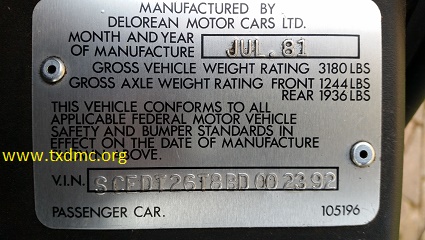 MANUFACTURED BY
DELOREAN MOTOR CARS LTD.
MONTH AND YEAR
OF MANUFACTURE JUL. 81
GROSS VEHICLE WEIGHT RATING 3180 LBS
GROSS AXLE WEIGHT RATING FRONT 1244 LBS
REAR 1936 LBS
THIS VEHICLE CONFORMS TO ALL
APPLICABLE FEDERAL MOTOR VEHICLE
SAFETY AND BUMPER STANDARDS IN
EFFECT ON THE DATE OF MANUFACTURE
ABOVE.
www.txdmc.org
V.I.N. SCEDT26T8BD002392
PASSENGER CAR. 105196